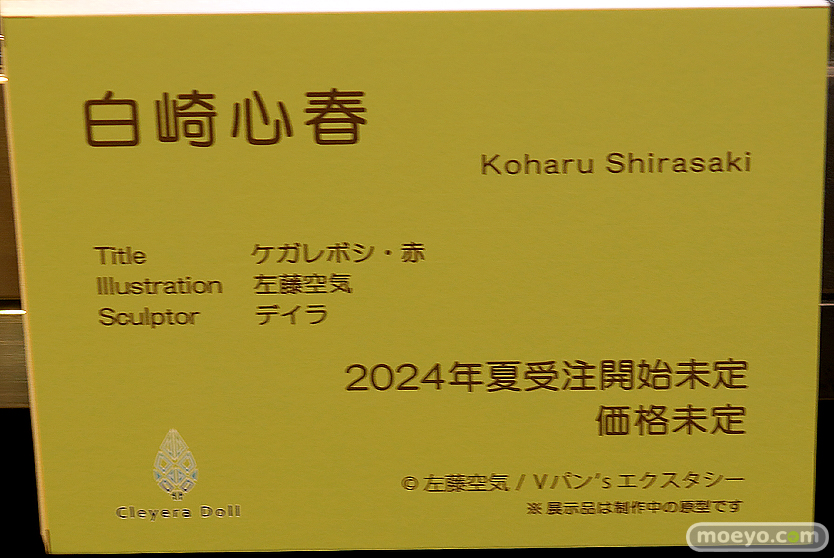 白崎心春
Koharu Shirasaki
Title ケガレボシ・赤
Illustration 左藤空気
Sculptor デイラ
2024年夏受注開始未定
価格未定
© 左藤空気 / Vパン'sエクスタシー
※展示品は制作中の原型です
Cleyera Doll
moeyo.com